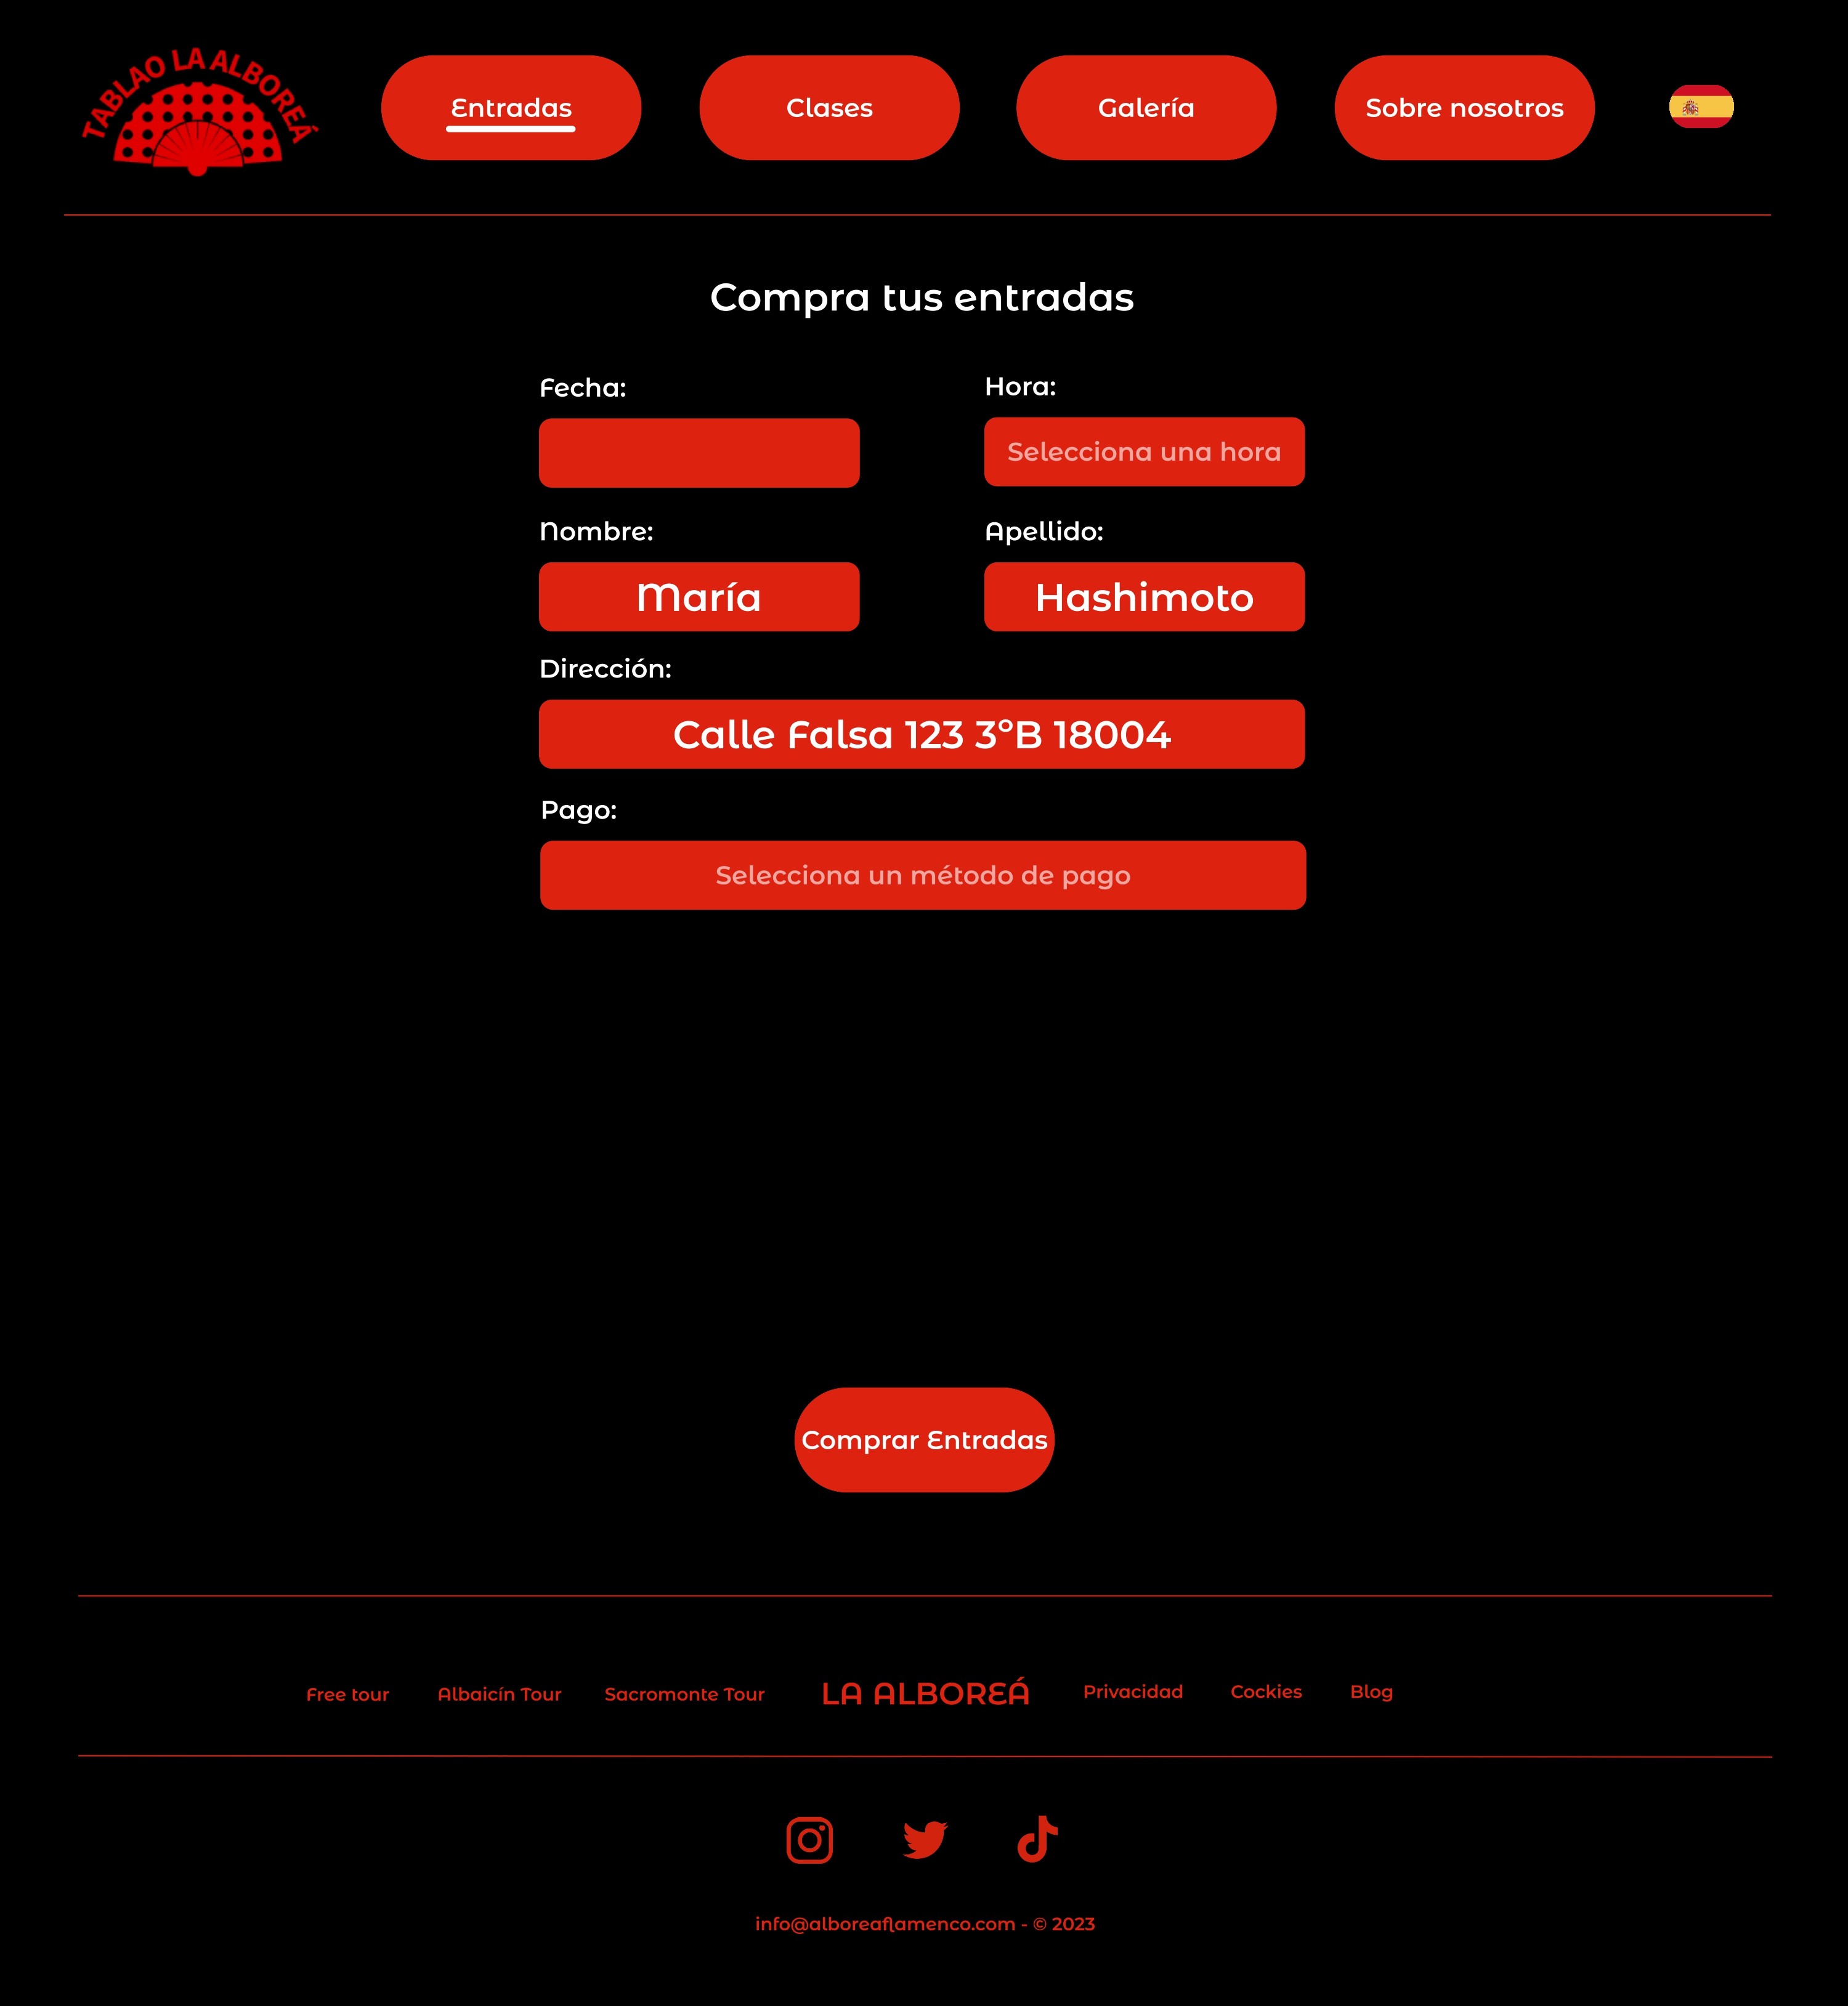 TABLAO LA ALBOREÁ
Entradas
Clases
Galería
Sobre nosotros
Compra tus entradas
Fecha:
Hora:
Selecciona una hora
Nombre:
Apellido:
María
Hashimoto
Dirección:
Calle Falsa 123 3ºB 18004
Pago:
Selecciona un método de pago
Comprar Entradas
Free tour
Albaicín Tour
Sacromonte Tour
LA ALBOREÁ
Privacidad
Cockies
Blog
info@alboreaflamenco.com - © 2023